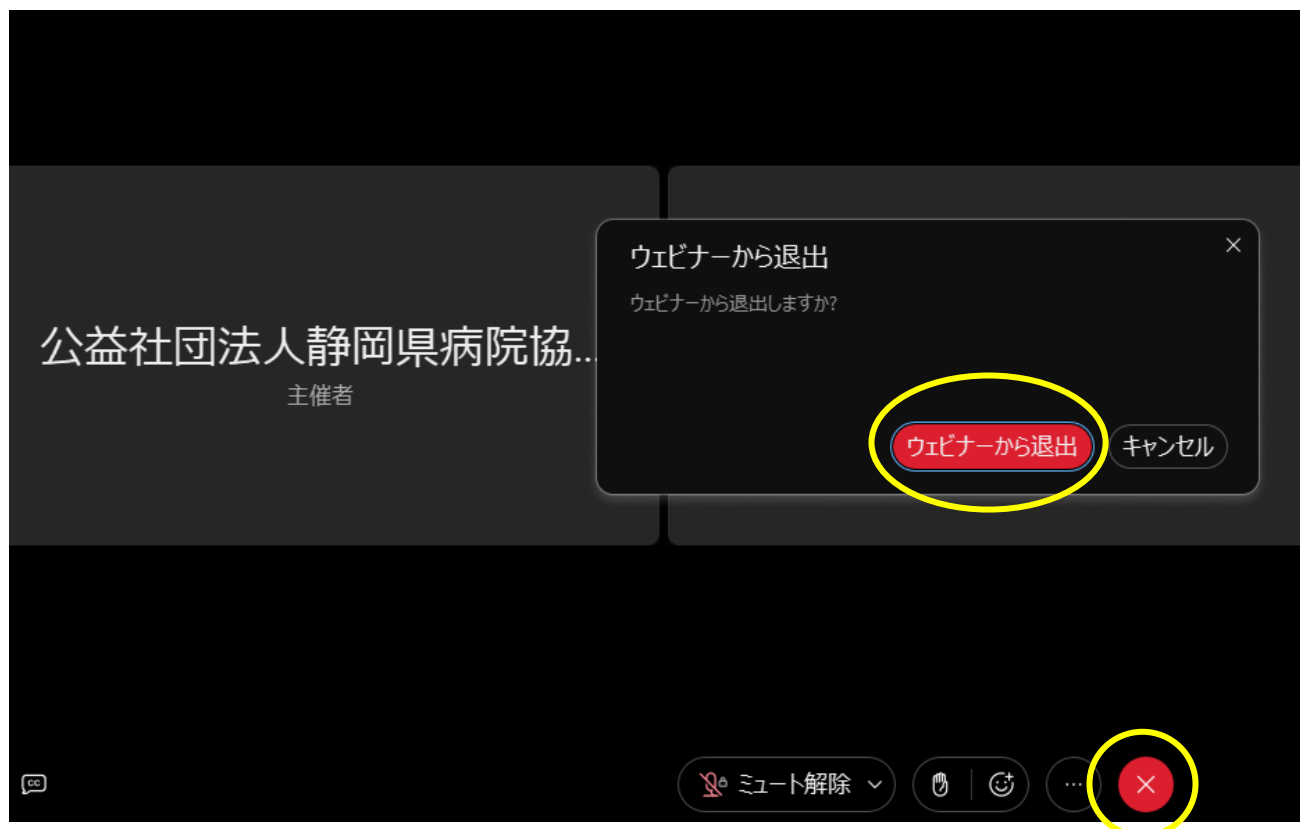 ウェビナーから退出
ウェビナーから退出しますか?
公益社団法人静岡県病院協...
主催者
ウェビナーから退出
キャンセル
CC
ミュート解除